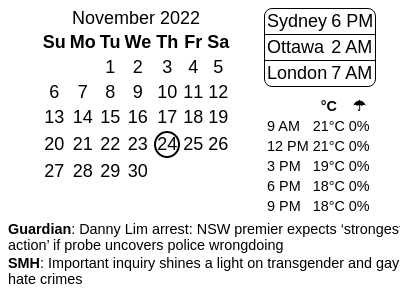 November 2022
Su Mo Tu We Th Fr Sa
1 2 3 4 5
6 7 8 9 10 11 12
13 14 15 16 17 18 19
20 21 22 23 24 25 26
27 28 29 30
Sydney 6 PM
Ottawa 2 AM
London 7 AM
°C ☂
9 AM 21°C 0%
12 PM 21°C 0%
3 PM 19°C 0%
6 PM 18°C 0%
9 PM 18°C 0%
Guardian: Danny Lim arrest: NSW premier expects ‘strongest
action’ if probe uncovers police wrongdoing
SMH: Important inquiry shines a light on transgender and gay
hate crimes